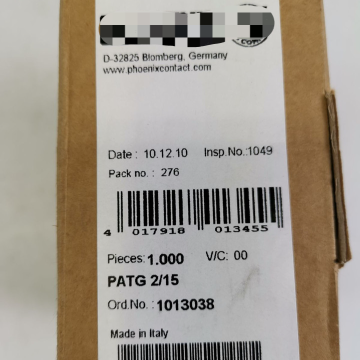 D-32825 Blomberg, Germany
www.phoenixcontact.com
Date : 10.12.10 Insp.No.:1049
Pack no. : 276
4 017918 013455
Pieces: 1.000 V/C: 00
PATG 2/15
Ord.No. : 1013038
Made in Italy